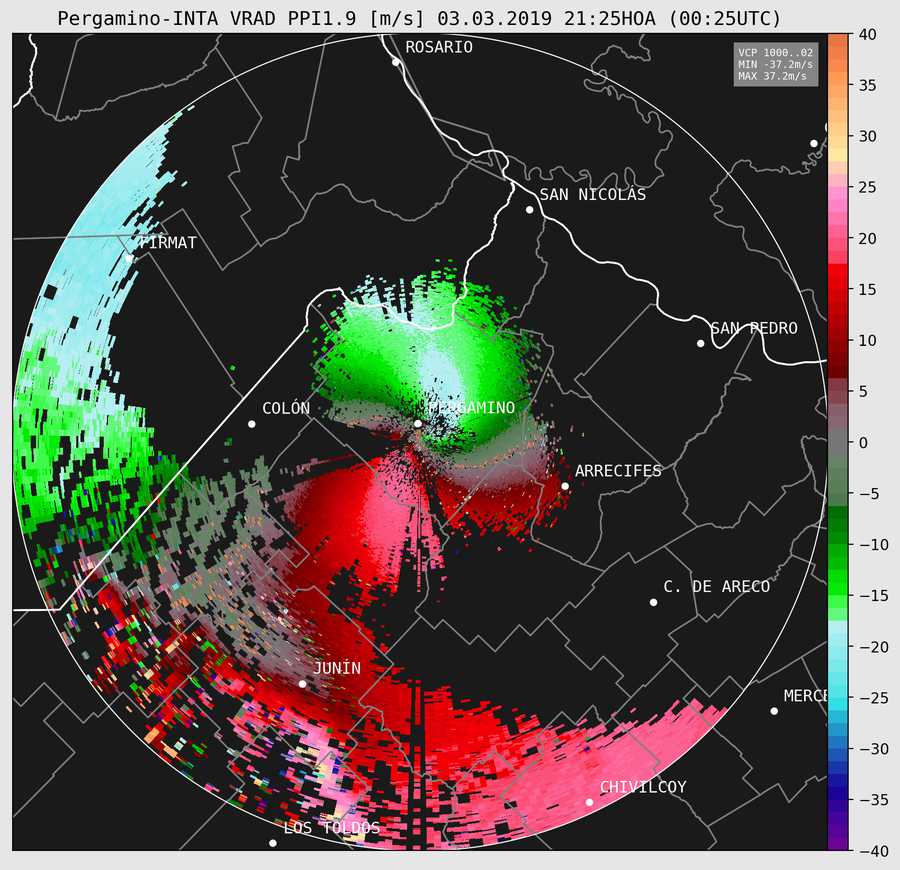 Pergamino-INTA VRAD PPI1.9 [m/s] 03.03.2019 21:25HOA (00:25UTC)
VCP 1000..02
MIN -37.2m/s
MAX 37.2m/s
ROSARIO
SAN NICOLÁS
FIRMAT
SAN PEDRO
COLÓN
PERGAMINO
ARRECIFES
C. DE ARECO
JUNÍN
MERCE
CHIVILCOY
LOS TOLDOS
40
35
30
25
20
15
10
5
0
−5
−10
−15
−20
−25
−30
−35
−40